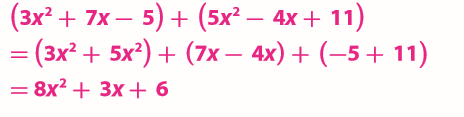 (3x² + 7x − 5) + (5x² − 4x + 11)
= (3x² + 5x²) + (7x − 4x) + (−5 + 11)
= 8x² + 3x + 6